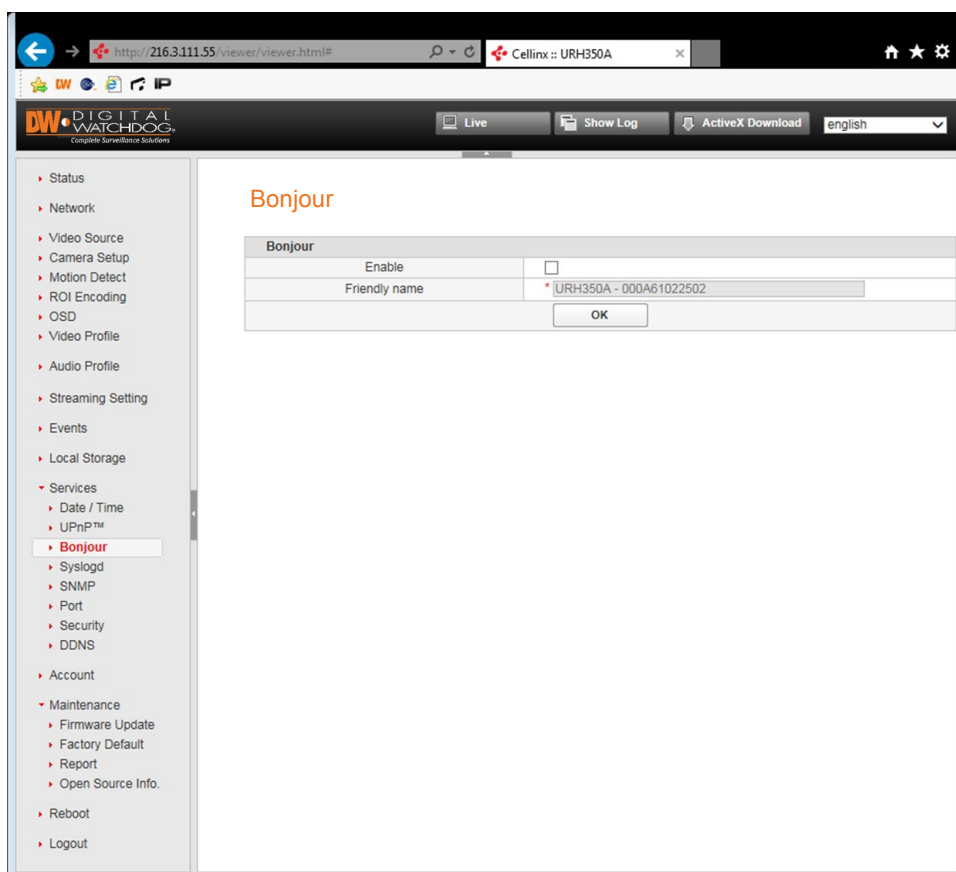 http://216.3.111.55/viewer/viewer.html#
Cellinx :: URH350A
DW
IP
DW DIGITAL
WATCHDOG®
Complete Surveillance Solutions
Live
Show Log
ActiveX Download
english
Status
Network
Video Source
Camera Setup
Motion Detect
ROI Encoding
OSD
Video Profile
Audio Profile
Streaming Setting
Events
Local Storage
Services
Date / Time
UPnP™
Bonjour
Syslogd
SNMP
Port
Security
DDNS
Account
Maintenance
Firmware Update
Factory Default
Report
Open Source Info.
Reboot
Logout
Bonjour
Bonjour
Enable
Friendly name
* URH350A - 000A61022502
OK